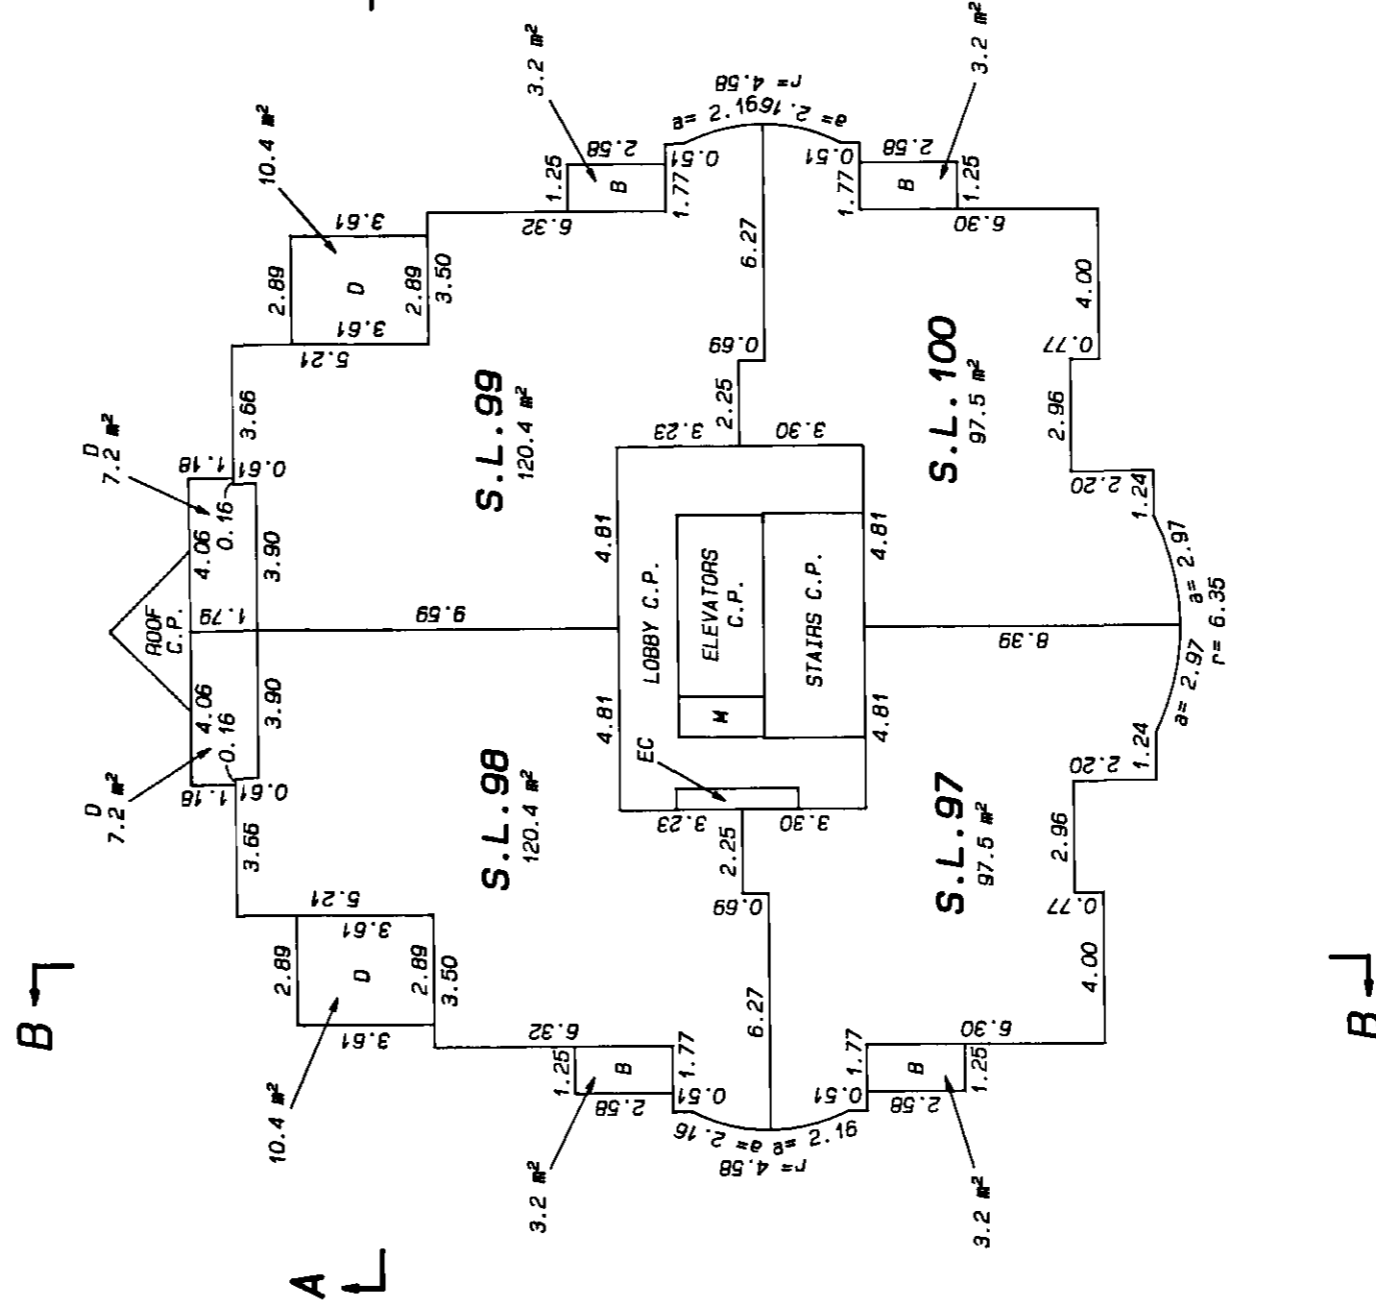 3.2 m²
3.2 m²
r= 4.58
a= 2.16
a= 2.16
10.4 m²
3.61
1.25
2.58
0.51
0.51
2.58
B
B
1.25
1.77
1.77
2.89
D
2.89
3.50
3.61
6.32
6.30
5.21
6.27
4.00
D
7.2 m²
3.66
0.69
0.77
1.18
0.61
2.25
2.96
S.L.99
120.4 m²
S.L.100
97.5 m²
3.23
3.30
2.20
1.24
4.06
0.16
3.90
4.81
4.81
a= 2.97
r= 6.35
ROOF
C.P.
1.79
9.59
LOBBY C.P.
ELEVATORS
C.P.
STAIRS C.P.
8.39
4.06
0.16
3.90
4.81
M
4.81
a= 2.97
EC
1.18
0.61
3.23
3.30
2.20
1.24
D
7.2 m²
3.66
S.L.98
120.4 m²
2.25
S.L.97
97.5 m²
2.96
5.21
0.69
0.77
3.61
2.89
D
2.89
3.50
6.27
4.00
B
B
3.61
6.32
6.30
10.4 m²
1.25
B
1.77
1.77
B
1.25
2.58
0.51
0.51
2.58
a= 2.16
a= 2.16
r= 4.58
3.2 m²
3.2 m²
A